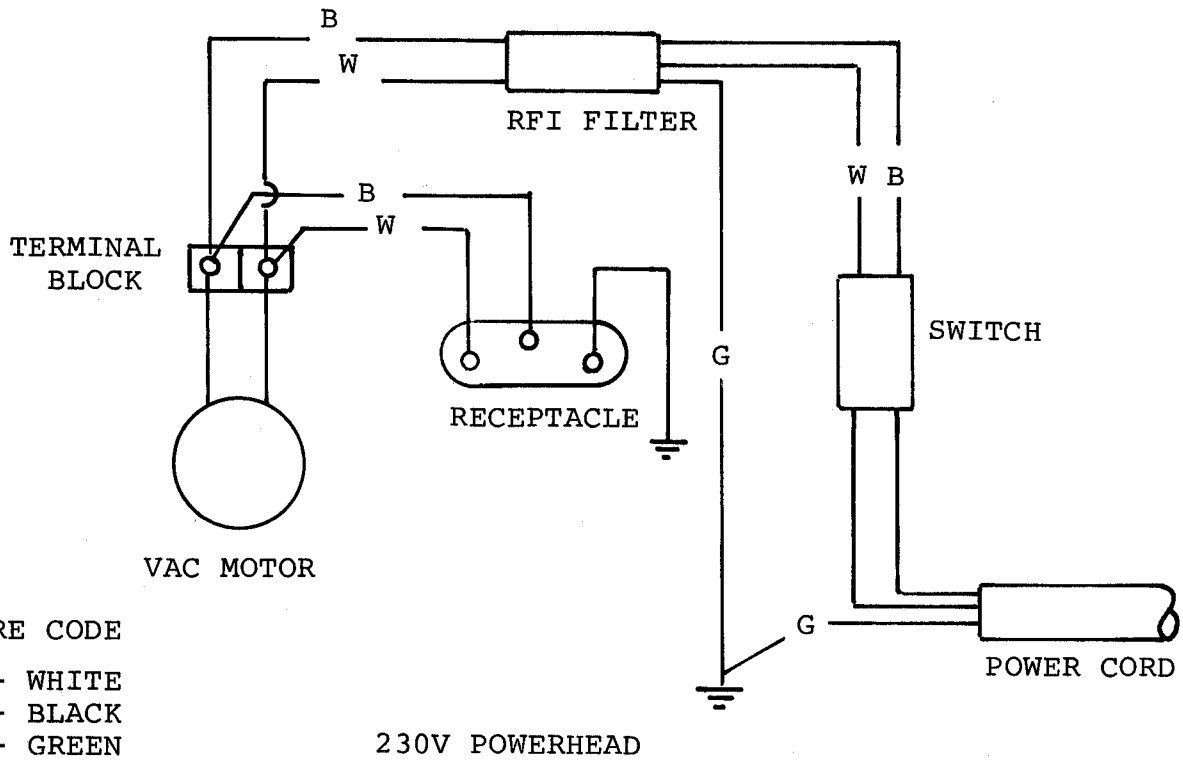 B
W
RFI FILTER
W B
B
W
TERMINAL
BLOCK
SWITCH
G
RECEPTACLE
VAC MOTOR
G
POWER CORD
RE CODE
- WHITE
- BLACK
- GREEN
230V POWERHEAD